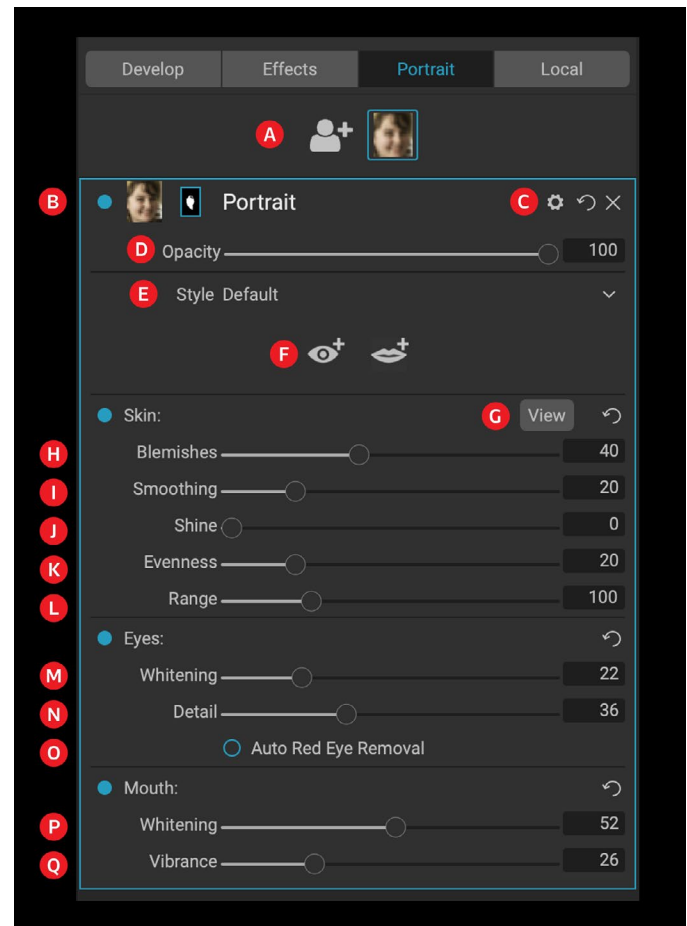 Develop Effects Portrait Local
A
B Portrait C
D Opacity 100
E Style Default
F
Skin: G View
H Blemishes 40
I Smoothing 20
J Shine 0
K Evenness 20
L Range 100
Eyes:
M Whitening 22
N Detail 36
O Auto Red Eye Removal
Mouth:
P Whitening 52
Q Vibrance 26